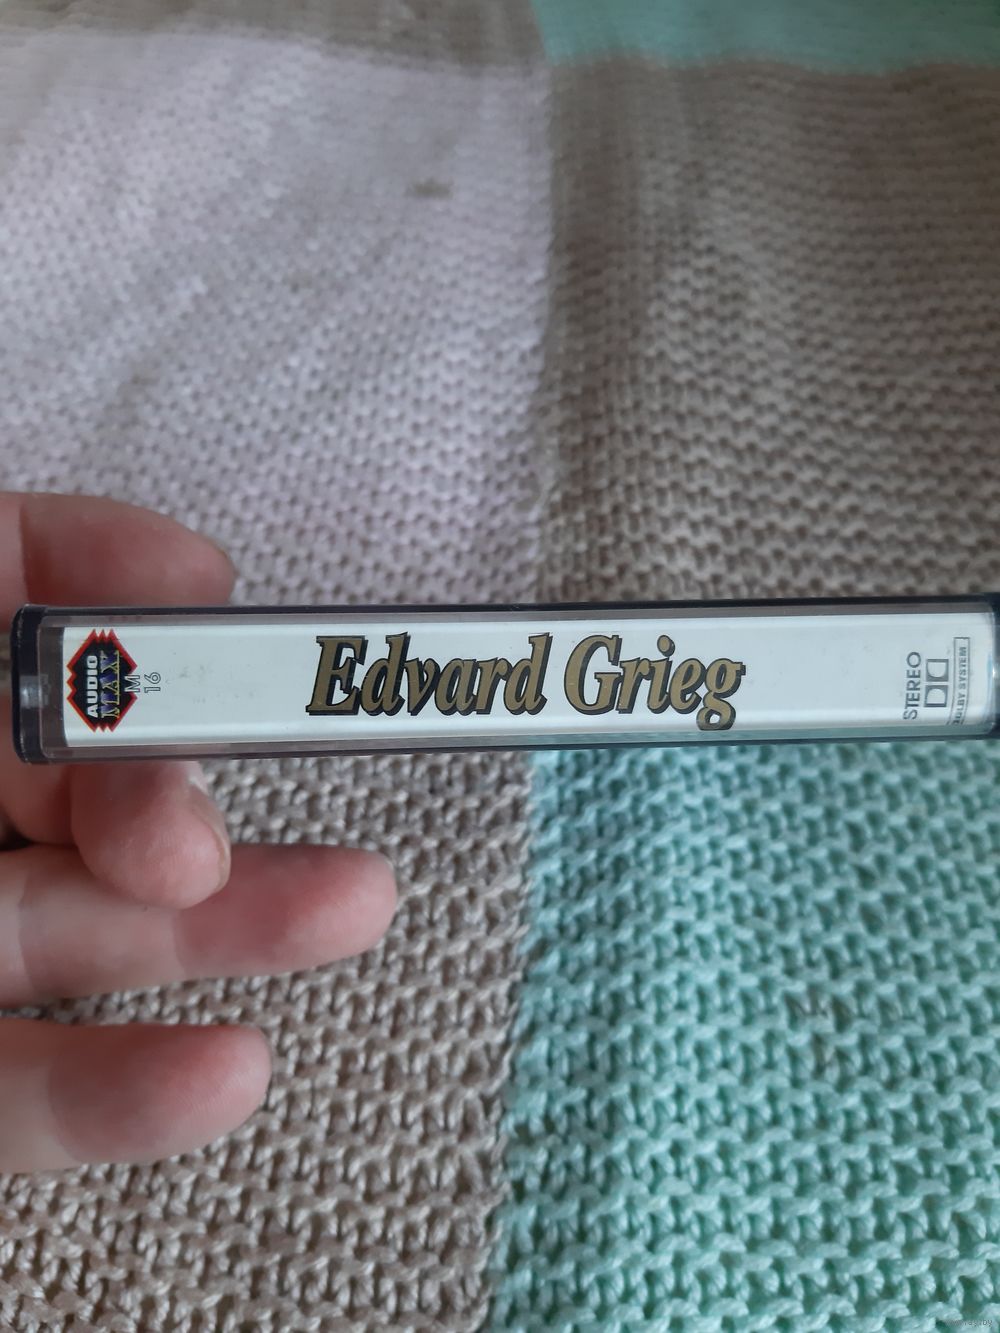 AUDIO
MAX
M
16
Edvard Grieg
STEREO
DOLBY SYSTEM